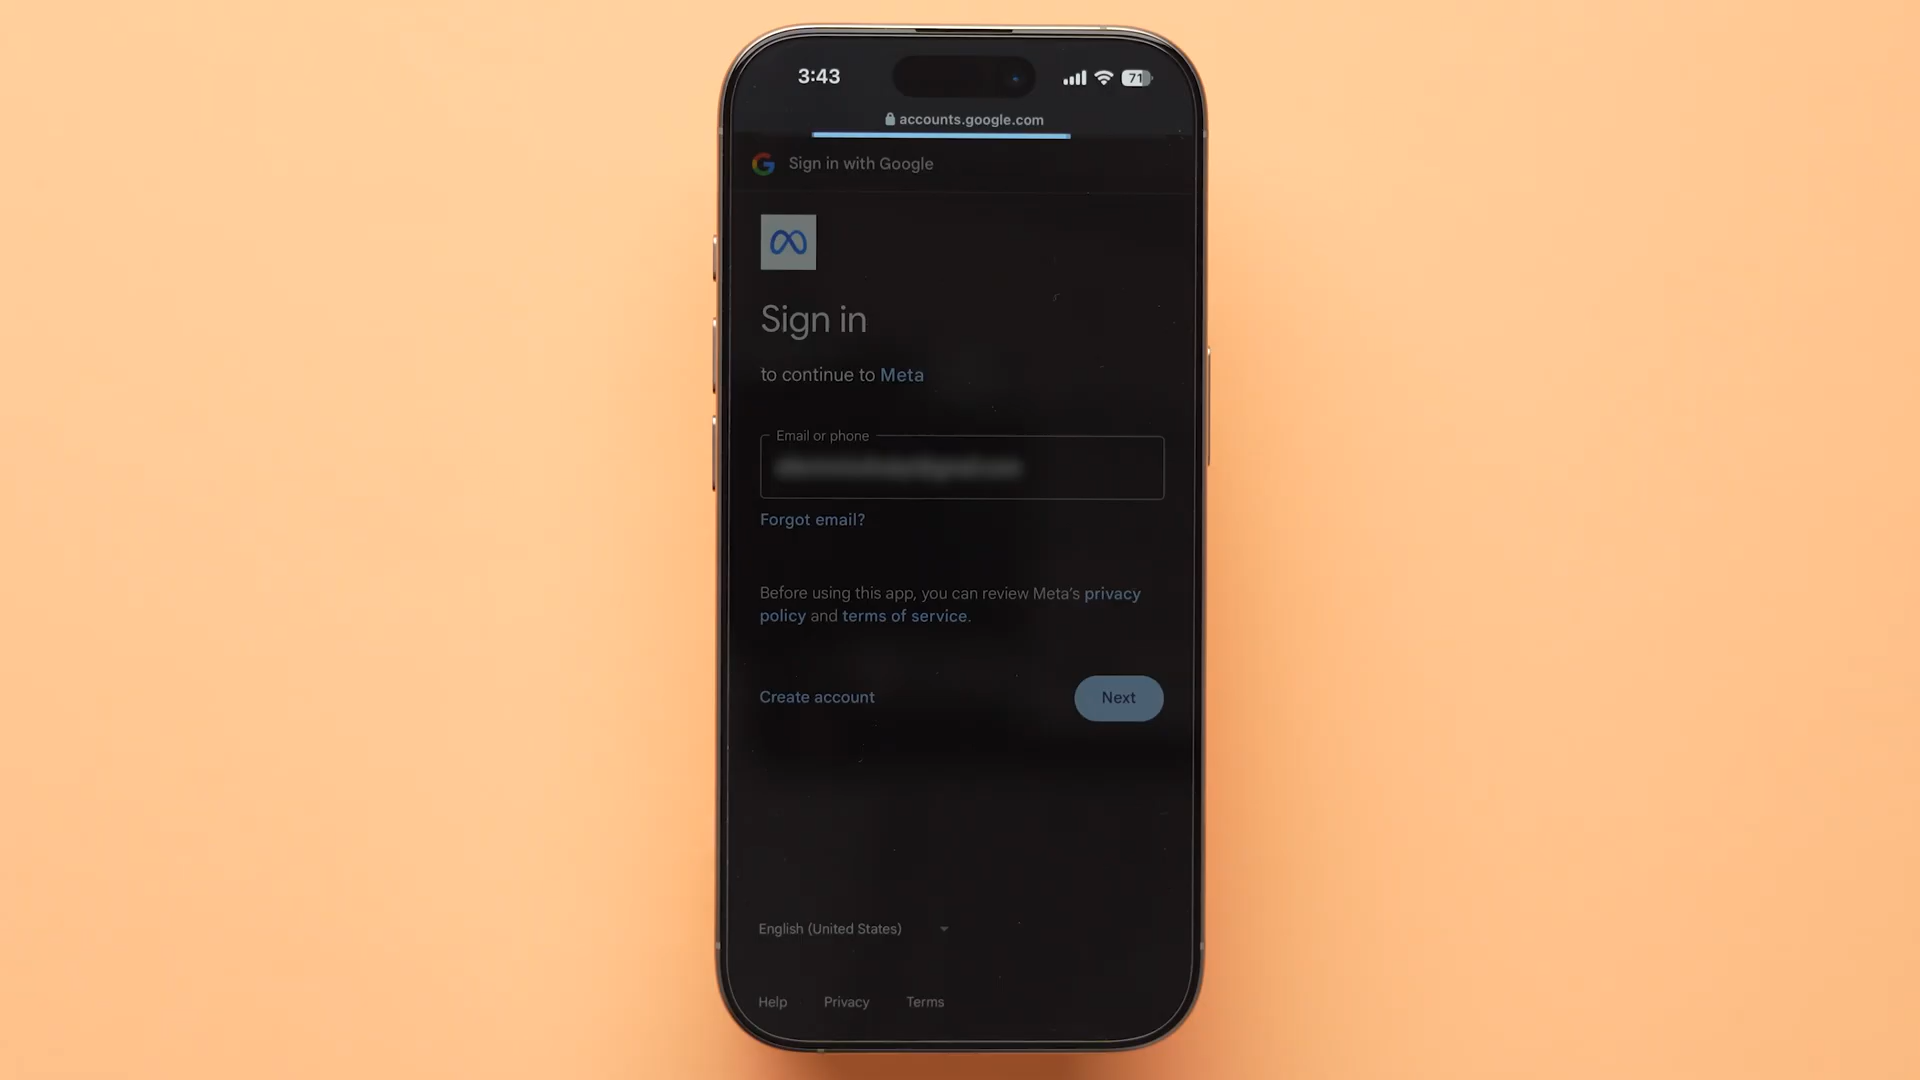 3:43
71
accounts.google.com
Sign in with Google
Sign in
to continue to Meta
Email or phone
Forgot email?
Before using this app, you can review Meta's privacy
policy and terms of service.
Create account
Next
English (United States)
Help Privacy Terms